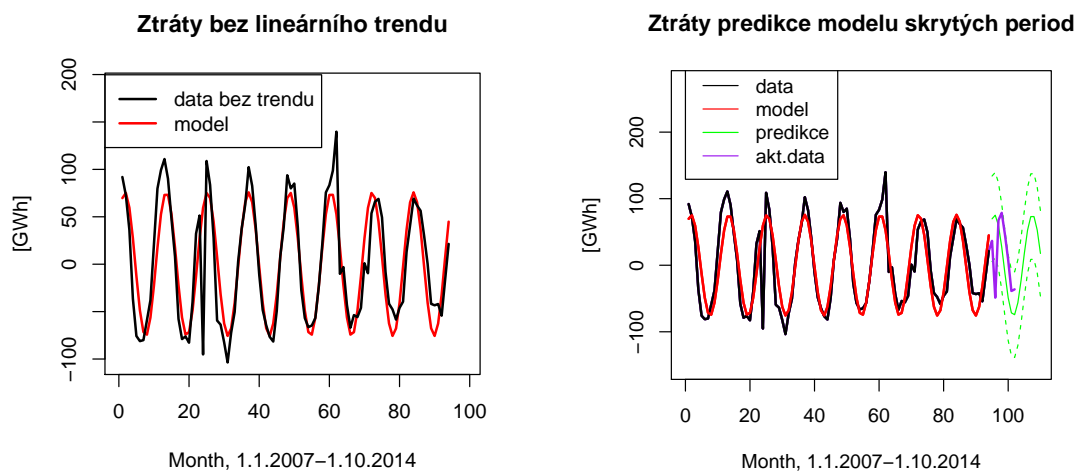 Ztráty bez lineárního trendu
200
100
50
0
−100
[GWh]
data bez trendu
model
0 20 40 60 80 100
Month, 1.1.2007−1.10.2014
Ztráty predikce modelu skrytých period
200
100
0
−100
[GWh]
data
model
predikce
akt.data
0 20 40 60 80 100
Month, 1.1.2007−1.10.2014